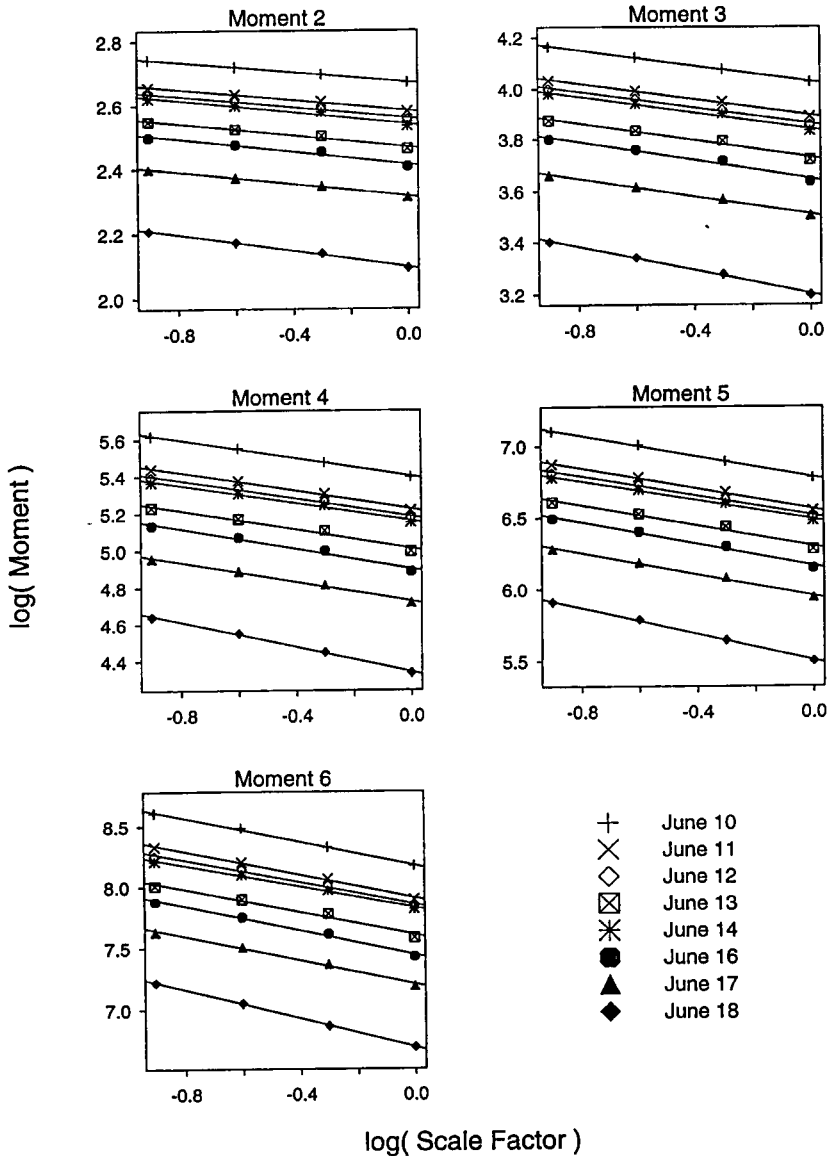 Moment 2
2.8
2.6
2.4
2.2
2.0
-0.8
-0.4
0.0
Moment 3
4.2
4.0
3.8
3.6
3.4
3.2
-0.8
-0.4
0.0
Moment 4
5.6
5.4
5.2
5.0
4.8
4.6
4.4
-0.8
-0.4
0.0
Moment 5
7.0
6.5
6.0
5.5
-0.8
-0.4
0.0
log( Moment )
Moment 6
8.5
8.0
7.5
7.0
-0.8
-0.4
0.0
June 10
June 11
June 12
June 13
June 14
June 16
June 17
June 18
log( Scale Factor )